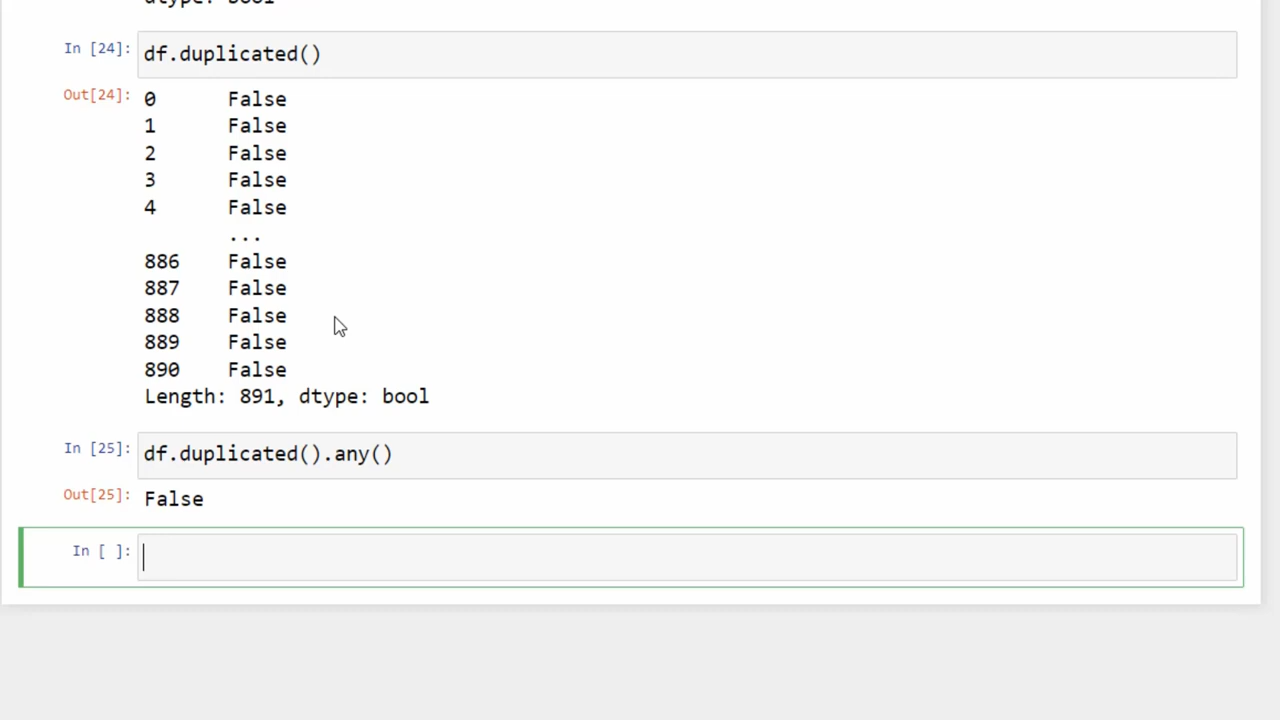 dtype: bool
In [24]: df.duplicated()
Out[24]: 0 False
1 False
2 False
3 False
4 False
...
886 False
887 False
888 False
889 False
890 False
Length: 891, dtype: bool
In [25]: df.duplicated().any()
Out[25]: False
In [ ]: